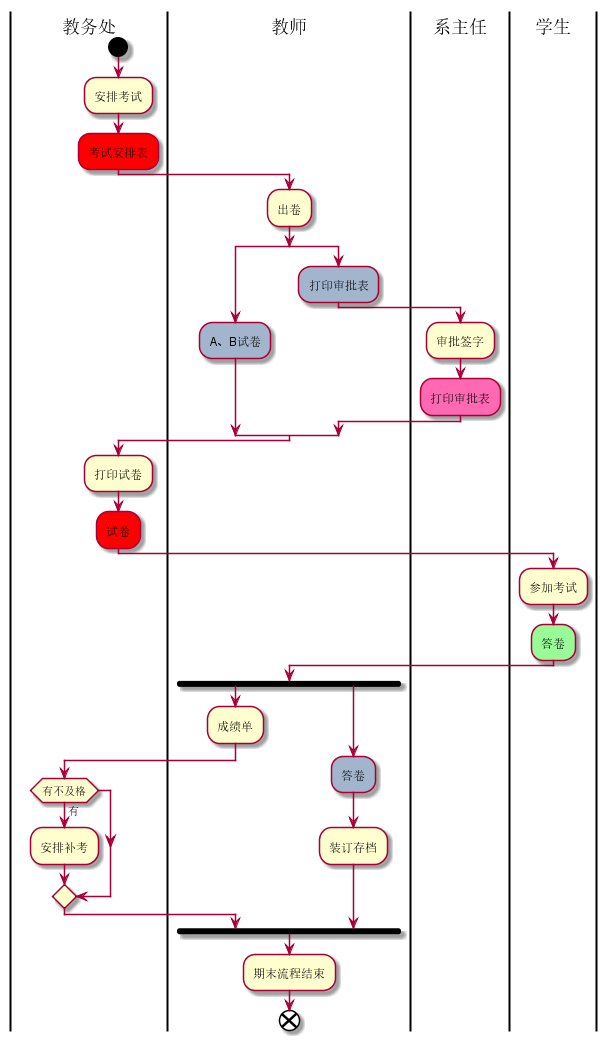 教务处
教师
系主任
学生
安排考试
考试安排表
出卷
打印审批表
A、B试卷
审批签字
打印审批表
打印试卷
试卷
参加考试
答卷
成绩单
有不及格
有
答卷
安排补考
装订存档
期末流程结束